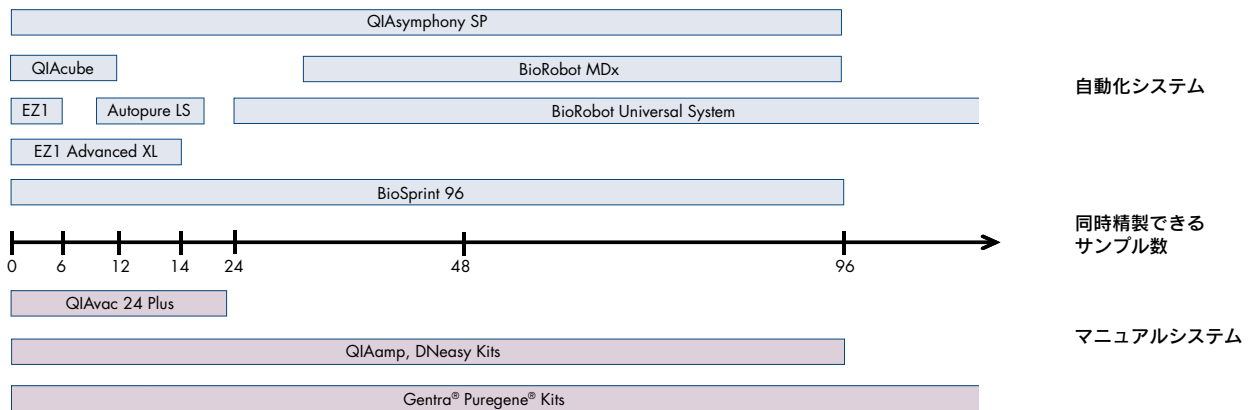 QIAsymphony SP
QIAcube
BioRobot MDx
自動化システム
EZ1
Autopure LS
BioRobot Universal System
EZ1 Advanced XL
BioSprint 96
同時精製できる
サンプル数
0 6 12 14 24 48 96
QIAvac 24 Plus
マニュアルシステム
QIAamp, DNeasy Kits
Gentra® Puregene® Kits